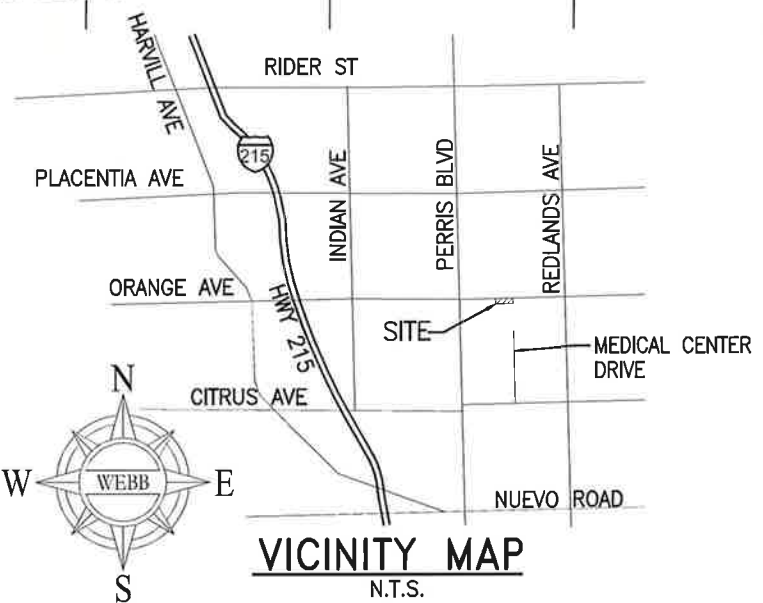 HARVILL AVE
RIDER ST
215
PLACENTIA AVE
INDIAN AVE
PERRIS BLVD
REDLANDS AVE
ORANGE AVE
HWY 215
SITE
MEDICAL CENTER
DRIVE
CITRUS AVE
N
W
WEBB
E
S
NUEVO ROAD
VICINITY MAP
N.T.S.